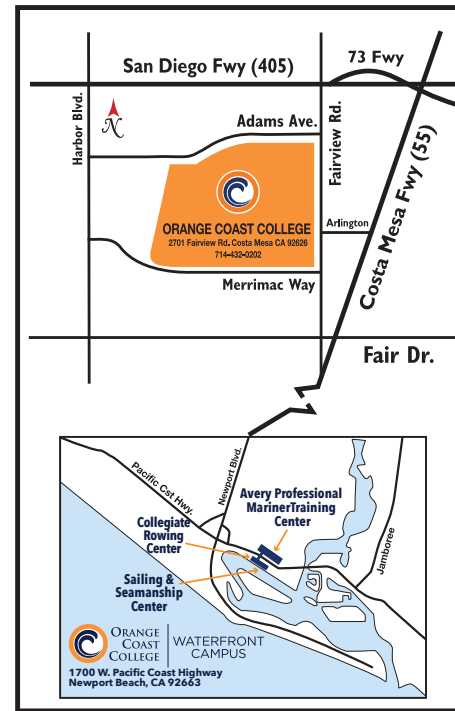 73 Fwy
San Diego Fwy (405)
Harbor Blvd.
N
Adams Ave.
Fairview Rd.
Costa Mesa Fwy (55)
Arlington
ORANGE COAST COLLEGE
2701 Fairview Rd. Costa Mesa CA 92626
714-432-0202
Merrimac Way
Fair Dr.
Pacific Cst Hwy.
Newport Blvd.
Avery Professional
MarinerTraining
Center
Jamboree
Collegiate
Rowing
Center
Sailing &
Seamanship
Center
ORANGE
COAST
COLLEGE
WATERFRONT
CAMPUS
1700 W. Pacific Coast Highway
Newport Beach, CA 92663